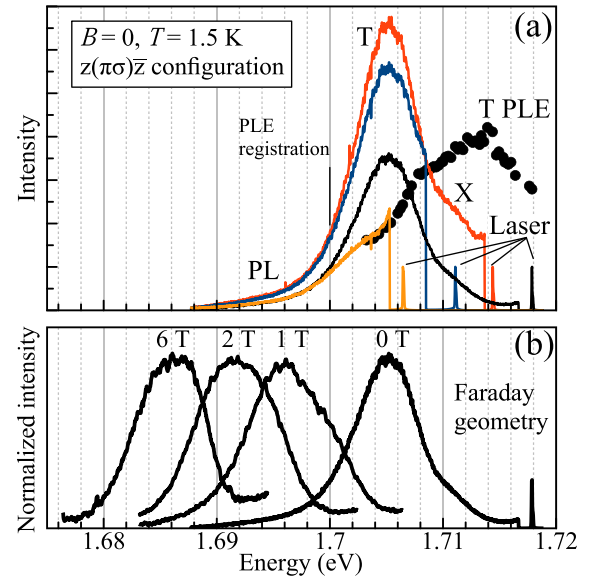 (a)
B = 0, T = 1.5 K
z(πσ)z̅ configuration
T
T PLE
PLE
registration
X
Laser
PL
Intensity
(b)
6 T 2 T 1 T 0 T
Faraday
geometry
Normalized intensity
1.68 1.69 1.7 1.71 1.72
Energy (eV)